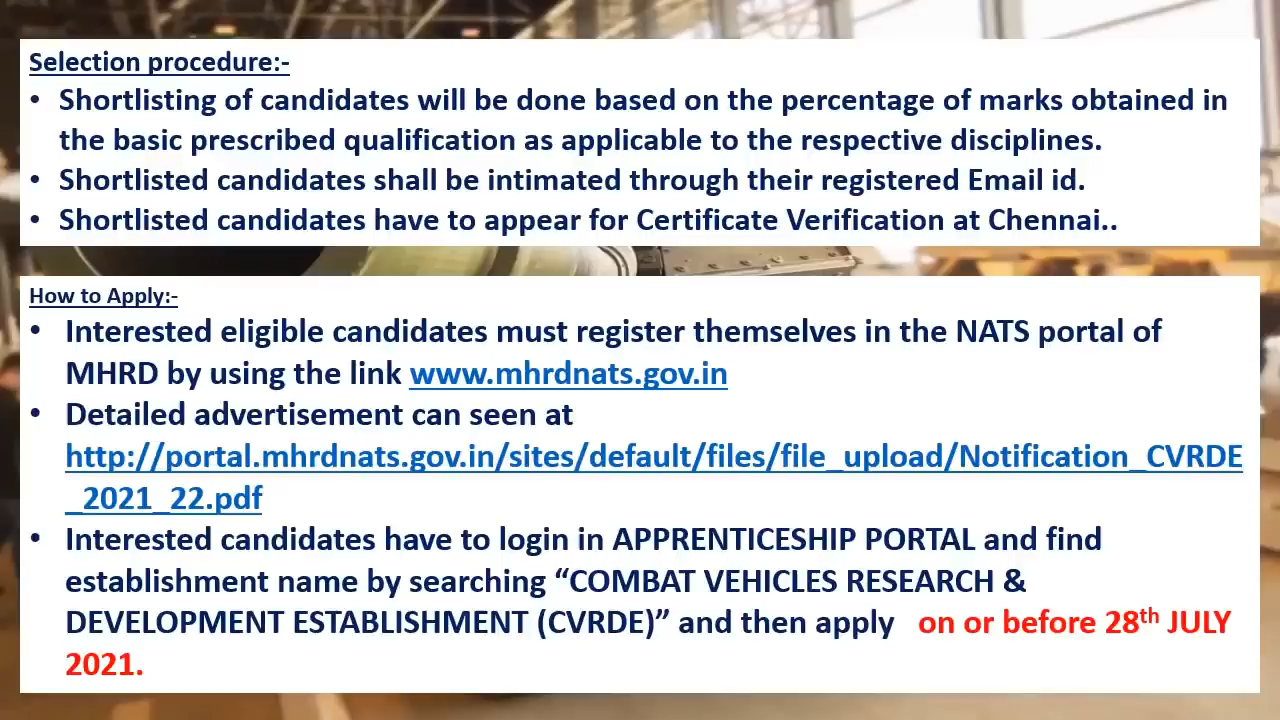 Selection procedure:-
• Shortlisting of candidates will be done based on the percentage of marks obtained in
the basic prescribed qualification as applicable to the respective disciplines.
• Shortlisted candidates shall be intimated through their registered Email id.
• Shortlisted candidates have to appear for Certificate Verification at Chennai..
How to Apply:-
• Interested eligible candidates must register themselves in the NATS portal of
MHRD by using the link www.mhrdnats.gov.in
• Detailed advertisement can seen at
http://portal.mhrdnats.gov.in/sites/default/files/file_upload/Notification_CVRDE
_2021_22.pdf
• Interested candidates have to login in APPRENTICESHIP PORTAL and find
establishment name by searching “COMBAT VEHICLES RESEARCH &
DEVELOPMENT ESTABLISHMENT (CVRDE)” and then apply on or before 28th JULY
2021.